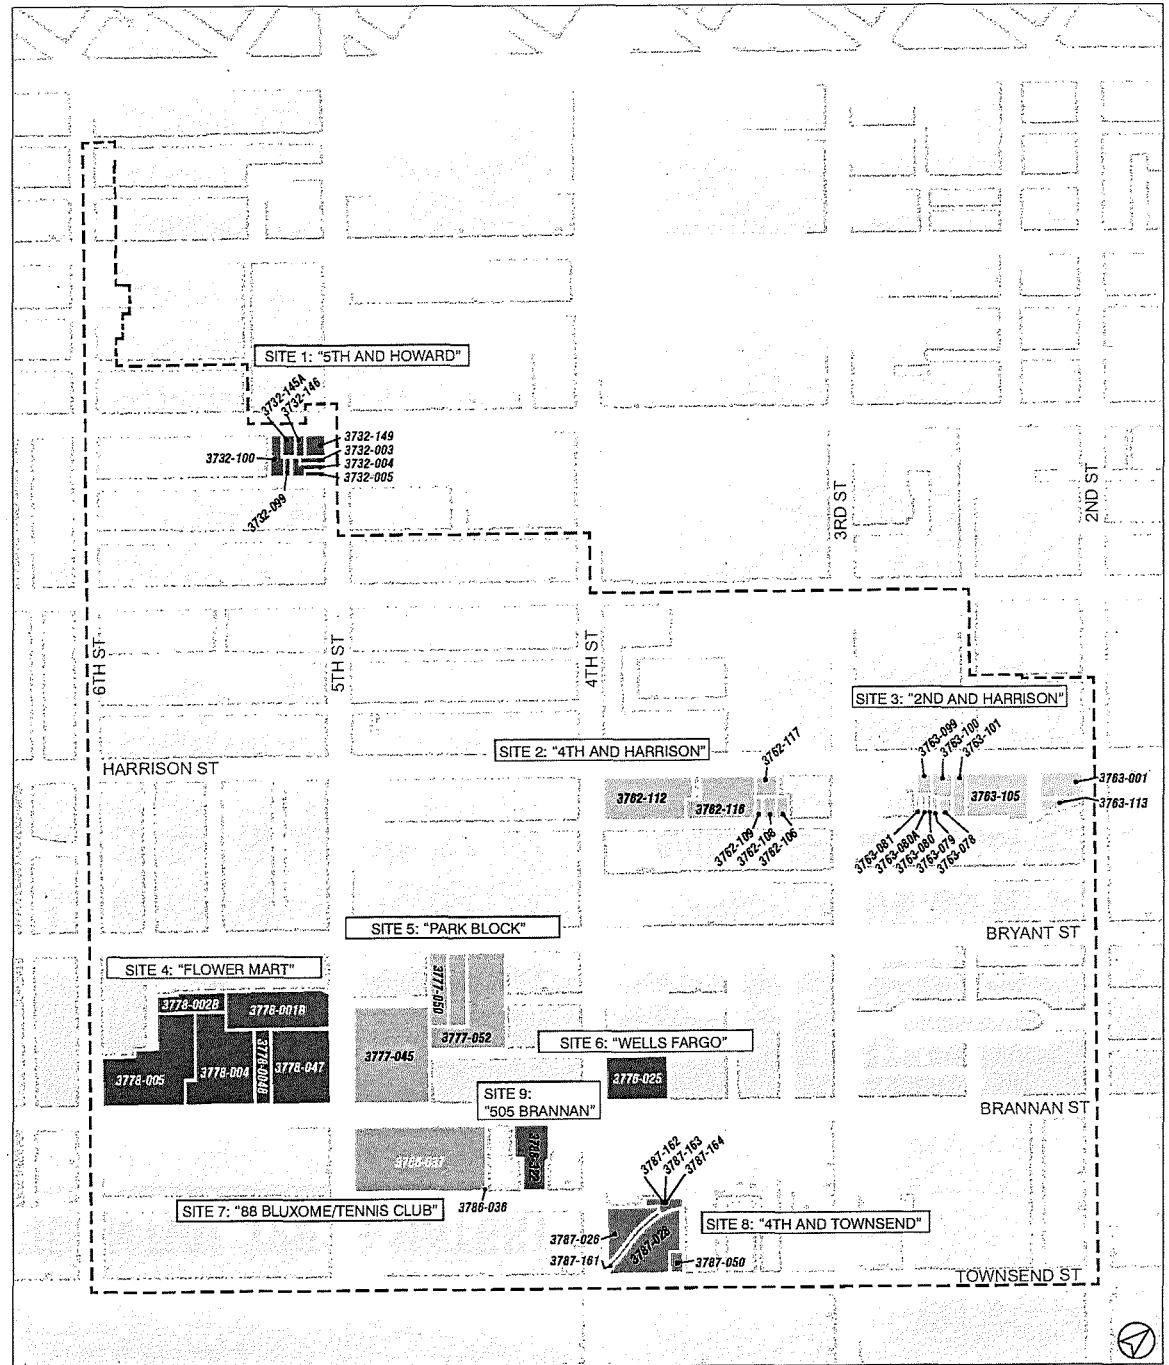 SITE 1: "5TH AND HOWARD"
3732-145A
3732-146
3732-149
3732-003
3732-004
3732-005
3732-100
3732-099
3RD ST
2ND ST
6TH ST
5TH ST
4TH ST
SITE 3: "2ND AND HARRISON"
SITE 2: "4TH AND HARRISON"
3762-117
3763-099
3763-100
3763-101
HARRISON ST
3762-112
3762-116
3763-105
3763-001
3763-113
3762-109
3762-108
3762-106
3763-081
3763-080A
3763-080
3763-079
3763-078
SITE 5: "PARK BLOCK"
BRYANT ST
SITE 4: "FLOWER MART"
3778-002B
3778-001B
3777-050
3777-052
3777-045
SITE 6: "WELLS FARGO"
3778-005
3778-004
3778-004B
3778-047
3776-025
SITE 9:
"505 BRANNAN"
BRANNAN ST
3786-037
3787-162
3787-163
3787-164
3786-036
SITE 7: "88 BLUXOME/TENNIS CLUB"
SITE 8: "4TH AND TOWNSEND"
3787-026
3787-028
3787-161
3787-050
TOWNSEND ST